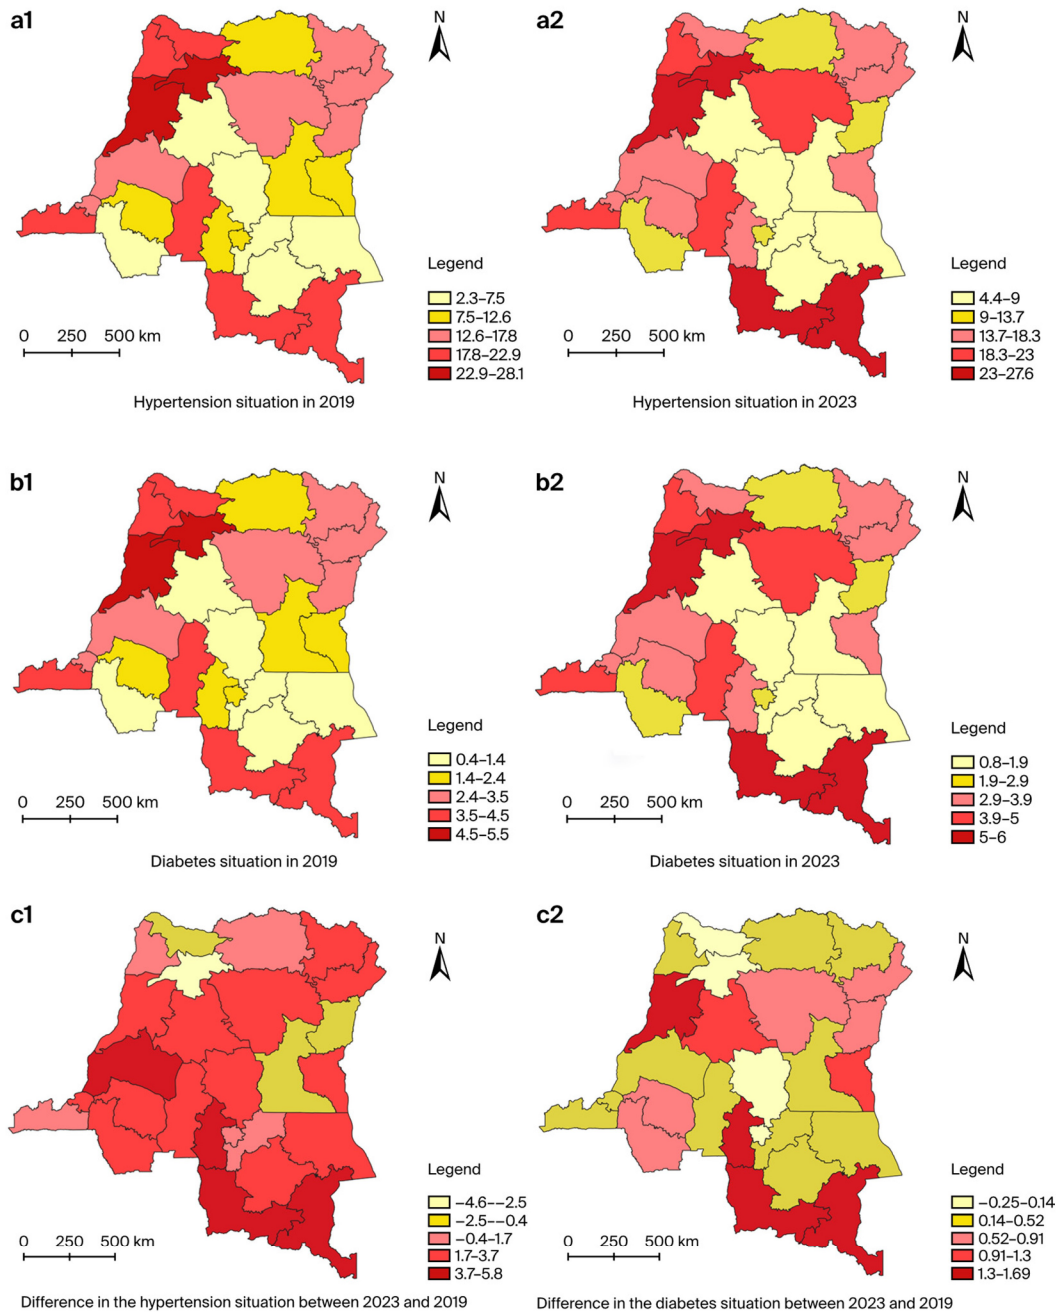 a1
N
Legend
2.3–7.5
7.5–12.6
12.6–17.8
17.8–22.9
22.9–28.1
0 250 500 km
Hypertension situation in 2019
a2
N
Legend
4.4–9
9–13.7
13.7–18.3
18.3–23
23–27.6
0 250 500 km
Hypertension situation in 2023
b1
N
Legend
0.4–1.4
1.4–2.4
2.4–3.5
3.5–4.5
4.5–5.5
0 250 500 km
Diabetes situation in 2019
b2
N
Legend
0.8–1.9
1.9–2.9
2.9–3.9
3.9–5
5–6
0 250 500 km
Diabetes situation in 2023
c1
N
Legend
–4.6––2.5
–2.5––0.4
–0.4–1.7
1.7–3.7
3.7–5.8
0 250 500 km
Difference in the hypertension situation between 2023 and 2019
c2
N
Legend
–0.25–0.14
0.14–0.52
0.52–0.91
0.91–1.3
1.3–1.69
0 250 500 km
Difference in the diabetes situation between 2023 and 2019